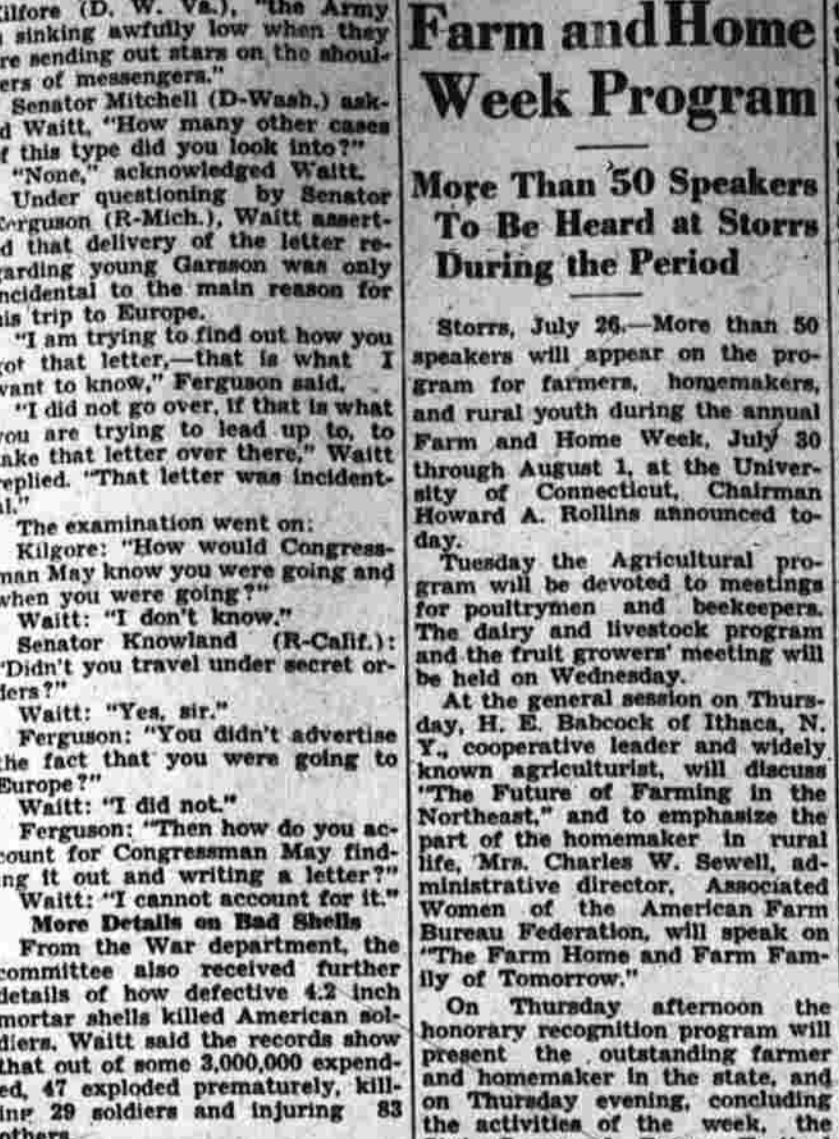 ilfore (D. W. Va.), "the Army
sinking awfully low when they
re sending out stars on the shoul-
ers of messengers."
Senator Mitchell (D-Wash.) ask-
d Waitt, "How many other cases
f this type did you look into?"
"None," acknowledged Waitt.
Under questioning by Senator
erguson (R-Mich.), Waitt assert-
d that delivery of the letter re-
garding young Garsson was only
ncidental to the main reason for
his trip to Europe.
"I am trying to find out how you
got that letter,—that is what I
want to know," Ferguson said.
"I did not go over, if that is what
you are trying to lead up to, to
ake that letter over there," Waitt
replied. "That letter was incident-
al."
The examination went on:
Kilgore: "How would Congress-
man May know you were going and
when you were going?"
Waitt: "I don't know."
Senator Knowland (R-Calif.):
"Didn't you travel under secret or-
ders?"
Waitt: "Yes, sir."
Ferguson: "You didn't advertise
the fact that you were going to
Europe?"
Waitt: "I did not."
Ferguson: "Then how do you ac-
count for Congressman May find-
ng it out and writing a letter?"
Waitt: "I cannot account for it."
More Details on Bad Shells
From the War department, the
committee also received further
details of how defective 4.2 inch
mortar shells killed American sol-
diers. Waitt said the records show
that out of some 3,000,000 expend-
ed, 47 exploded prematurely, kill-
ing 29 soldiers and injuring 83
others.
Farm and Home
Week Program
More Than 50 Speakers
To Be Heard at Storrs
During the Period
Storrs, July 26.—More than 50
speakers will appear on the pro-
gram for farmers, homemakers,
and rural youth during the annual
Farm and Home Week, July 30
through August 1, at the Univer-
sity of Connecticut, Chairman
Howard A. Rollins announced to-
day.
Tuesday the Agricultural pro-
gram will be devoted to meetings
for poultrymen and beekeepers.
The dairy and livestock program
and the fruit growers' meeting will
be held on Wednesday.
At the general session on Thurs-
day, H. E. Babcock of Ithaca, N.
Y., cooperative leader and widely
known agriculturist, will discuss
"The Future of Farming in the
Northeast," and to emphasize the
part of the homemaker in rural
life, Mrs. Charles W. Sewell, ad-
ministrative director, Associated
Women of the American Farm
Bureau Federation, will speak on
"The Farm Home and Farm Fam-
ily of Tomorrow."
On Thursday afternoon the
honorary recognition program will
present the outstanding farmer
and homemaker in the state, and
on Thursday evening, concluding
the activities of the week, the